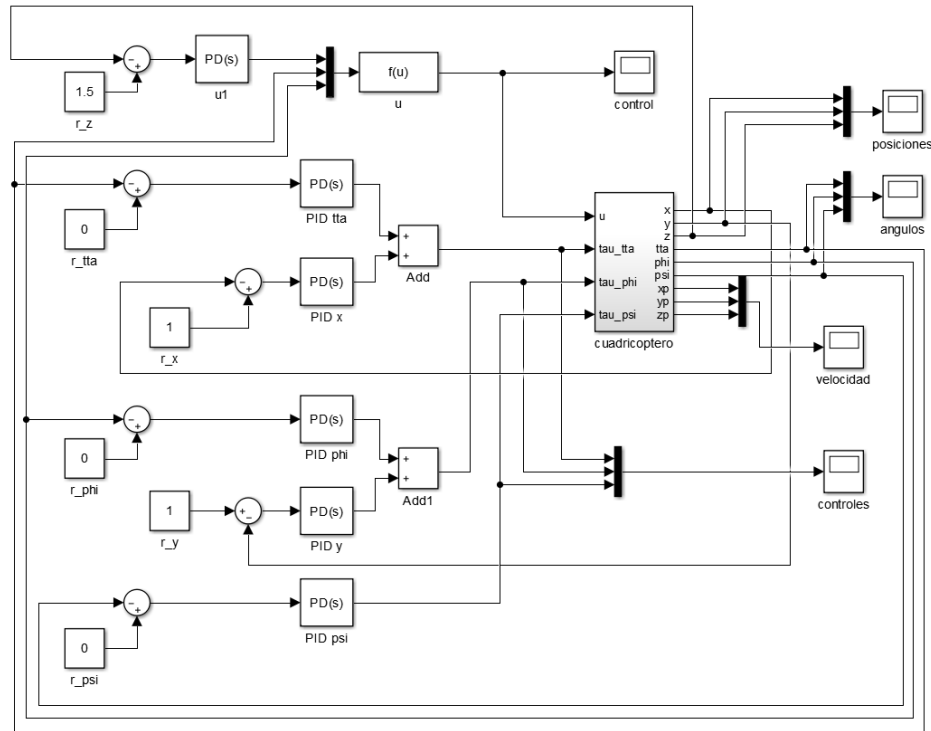 PD(s)
u1
1.5
r_z
f(u)
u
control
posiciones
angulos
PD(s)
PID tta
0
r_tta
+
+
Add
PD(s)
PID x
1
r_x
u
tau_tta
tau_phi
tau_psi
x
y
z
tta
phi
psi
xp
yp
zp
cuadricoptero
velocidad
PD(s)
PID phi
0
r_phi
+
+
Add1
1
r_y
PD(s)
PID y
controles
PD(s)
PID psi
0
r_psi